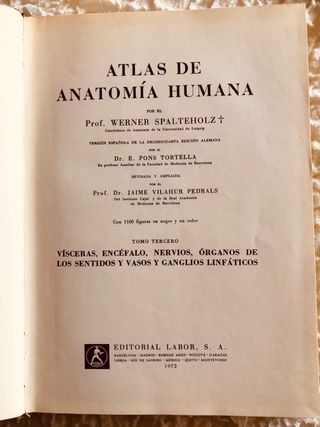 ATLAS DE
ANATOMÍA HUMANA
POR EL
Prof. WERNER SPALTEHOLZ †
Catedrático de Anatomía de la Universidad de Leipzig
VERSIÓN ESPAÑOLA DE LA DECIMOCUARTA EDICIÓN ALEMANA
POR EL
Dr. E. PONS TORTELLA
Ex profesor Auxiliar de la Facultad de Medicina de Barcelona
REVISADA Y AMPLIADA
POR EL
Prof. Dr. JAIME VILAHUR PEDRALS
Del Instituto Cajal y de la Real Academia
de Medicina de Barcelona
Con 1100 figuras en negro y en color
TOMO TERCERO
VÍSCERAS, ENCÉFALO, NERVIOS, ÓRGANOS DE
LOS SENTIDOS Y VASOS Y GANGLIOS LINFÁTICOS
EDITORIAL LABOR, S. A.
BARCELONA · MADRID · BUENOS AIRES · BOGOTÁ · CARACAS
LISBOA · RÍO DE JANEIRO · MÉXICO · QUITO · MONTEVIDEO
1972